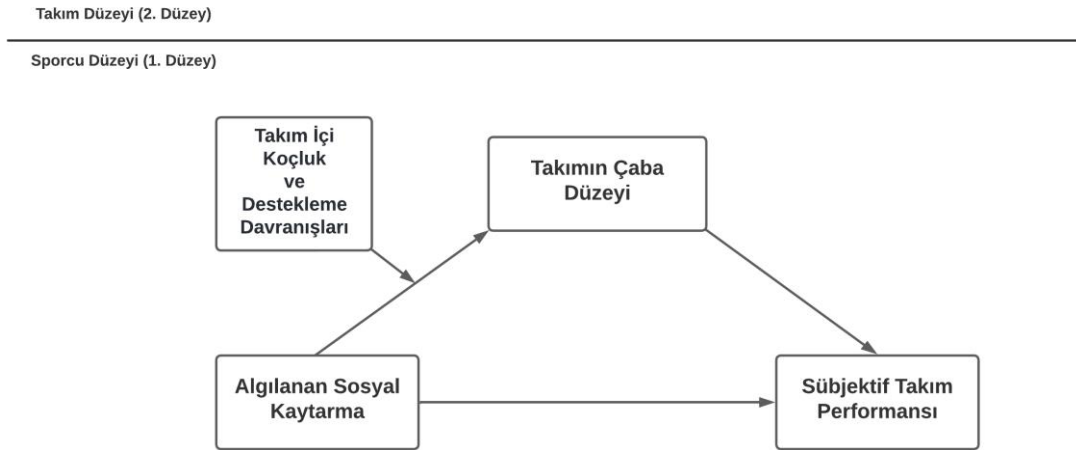 Takım Düzeyi (2. Düzey)
Sporcu Düzeyi (1. Düzey)
Takım İçi
Koçluk
ve
Destekleme
Davranışları
Takımın Çaba
Düzeyi
Algılanan Sosyal
Kaytarma
Sübjektif Takım
Performansı